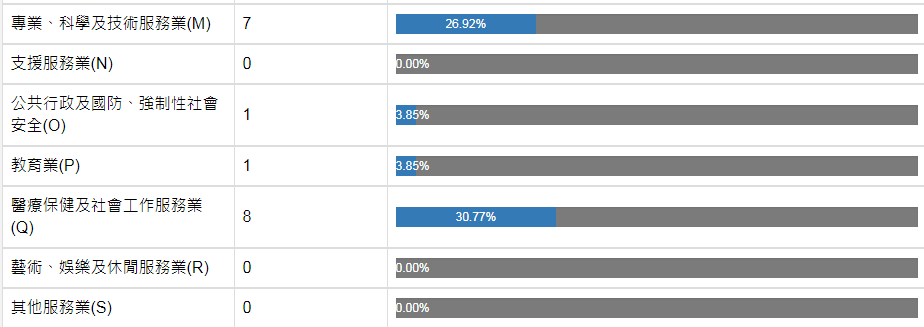 專業、科學及技術服務業(M) 7 26.92%
支援服務業(N) 0 0.00%
公共行政及國防、強制性社會
安全(O) 1 3.85%
教育業(P) 1 3.85%
醫療保健及社會工作服務業
(Q) 8 30.77%
藝術、娛樂及休閒服務業(R) 0 0.00%
其他服務業(S) 0 0.00%